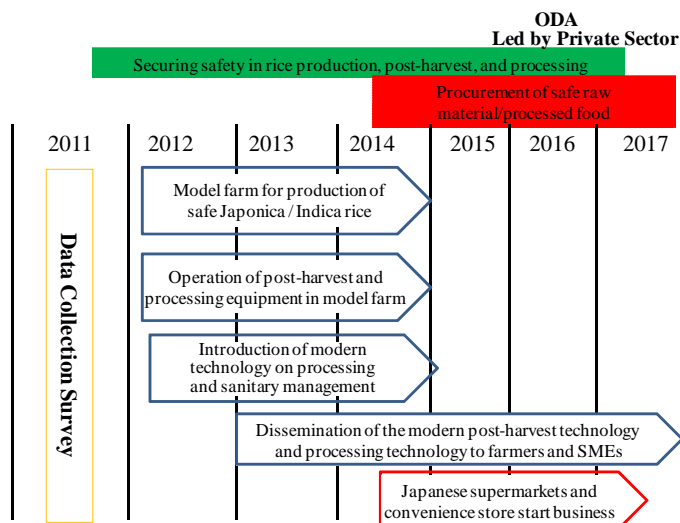 ODA
Led by Private Sector
Securing safety in rice production, post-harvest, and processing
Procurement of safe raw
material/processed food
2011
2012
2013
2014
2015
2016
2017
Data Collection Survey
Model farm for production of
safe Japonica / Indica rice
Operation of post-harvest and
processing equipment in model farm
Introduction of modern
technology on processing
and sanitary management
Dissemination of the modern post-harvest technology
and processing technology to farmers and SMEs
Japanese supermarkets and
convenience store start business